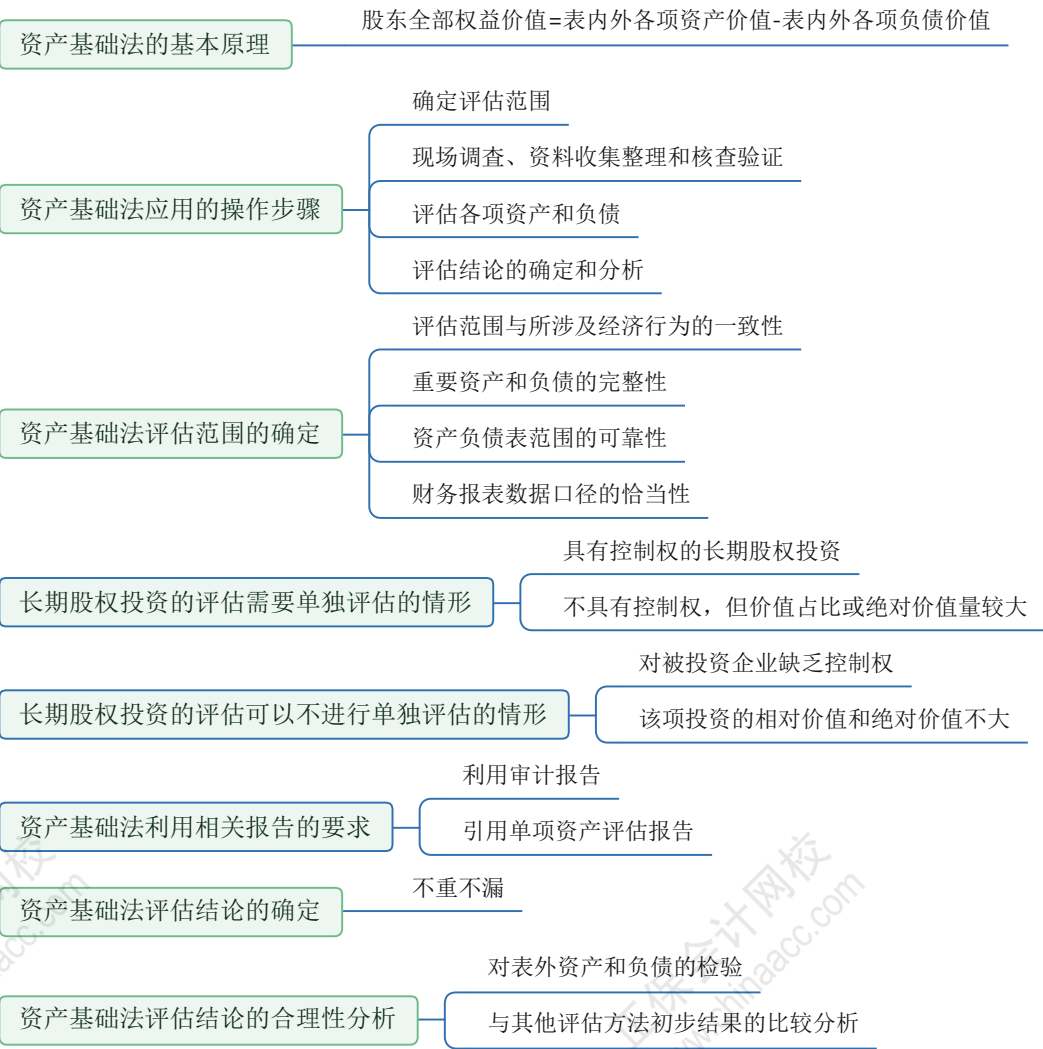 股东全部权益价值=表内外各项资产价值-表内外各项负债价值
资产基础法的基本原理
确定评估范围
现场调查、资料收集整理和核查验证
资产基础法应用的操作步骤
评估各项资产和负债
评估结论的确定和分析
评估范围与所涉及经济行为的一致性
重要资产和负债的完整性
资产基础法评估范围的确定
资产负债表范围的可靠性
财务报表数据口径的恰当性
具有控制权的长期股权投资
长期股权投资的评估需要单独评估的情形
不具有控制权，但价值占比或绝对价值量较大
对被投资企业缺乏控制权
长期股权投资的评估可以不进行单独评估的情形
该项投资的相对价值和绝对价值不大
利用审计报告
资产基础法利用相关报告的要求
引用单项资产评估报告
不重不漏
资产基础法评估结论的确定
对表外资产和负债的检验
资产基础法评估结论的合理性分析
与其他评估方法初步结果的比较分析